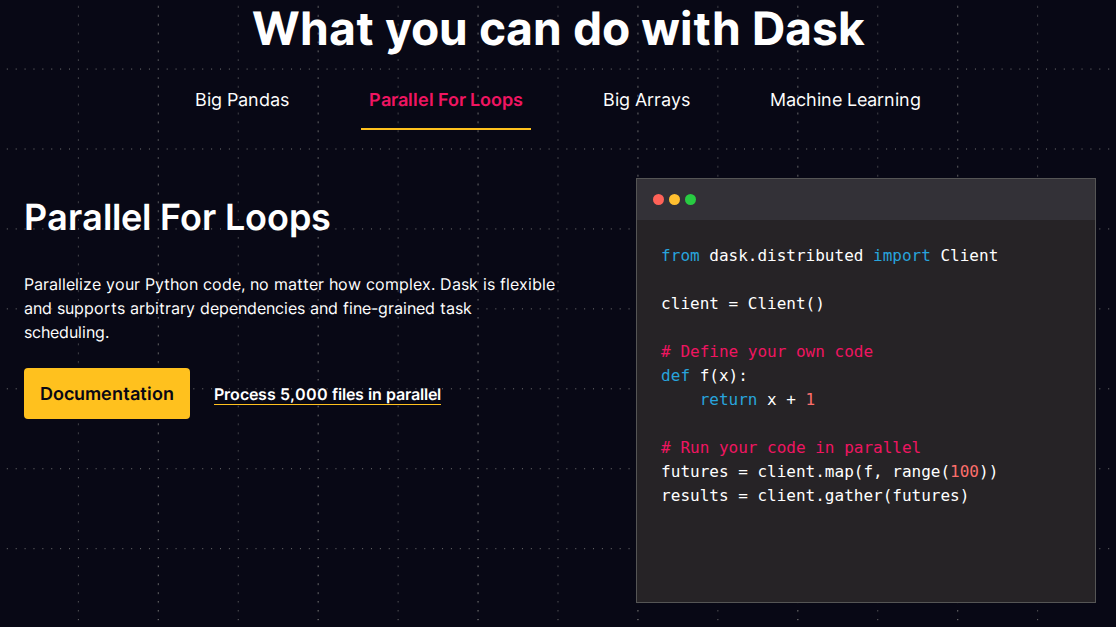 What you can do with Dask
Big Pandas
Parallel For Loops
Big Arrays
Machine Learning
Parallel For Loops
Parallelize your Python code, no matter how complex. Dask is flexible
and supports arbitrary dependencies and fine-grained task
scheduling.
Documentation
Process 5,000 files in parallel
from dask.distributed import Client
client = Client()
# Define your own code
def f(x):
    return x + 1
# Run your code in parallel
futures = client.map(f, range(100))
results = client.gather(futures)